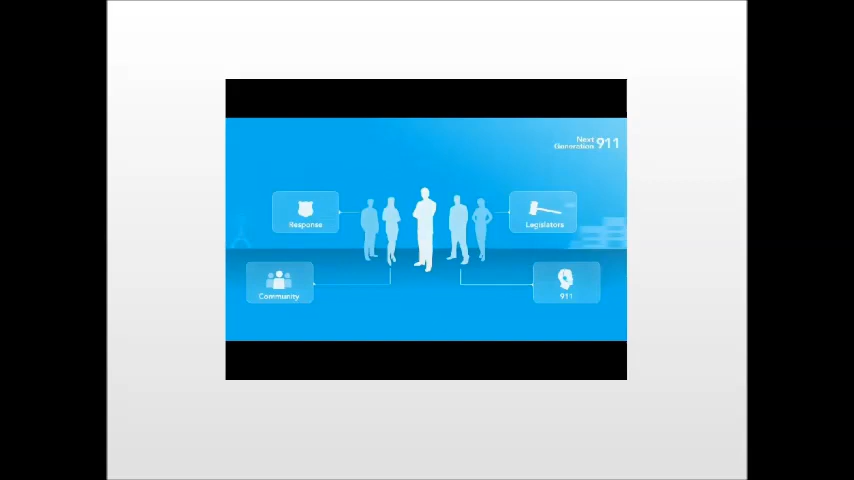 Next
Generation 911
Response
Legislators
Community
911